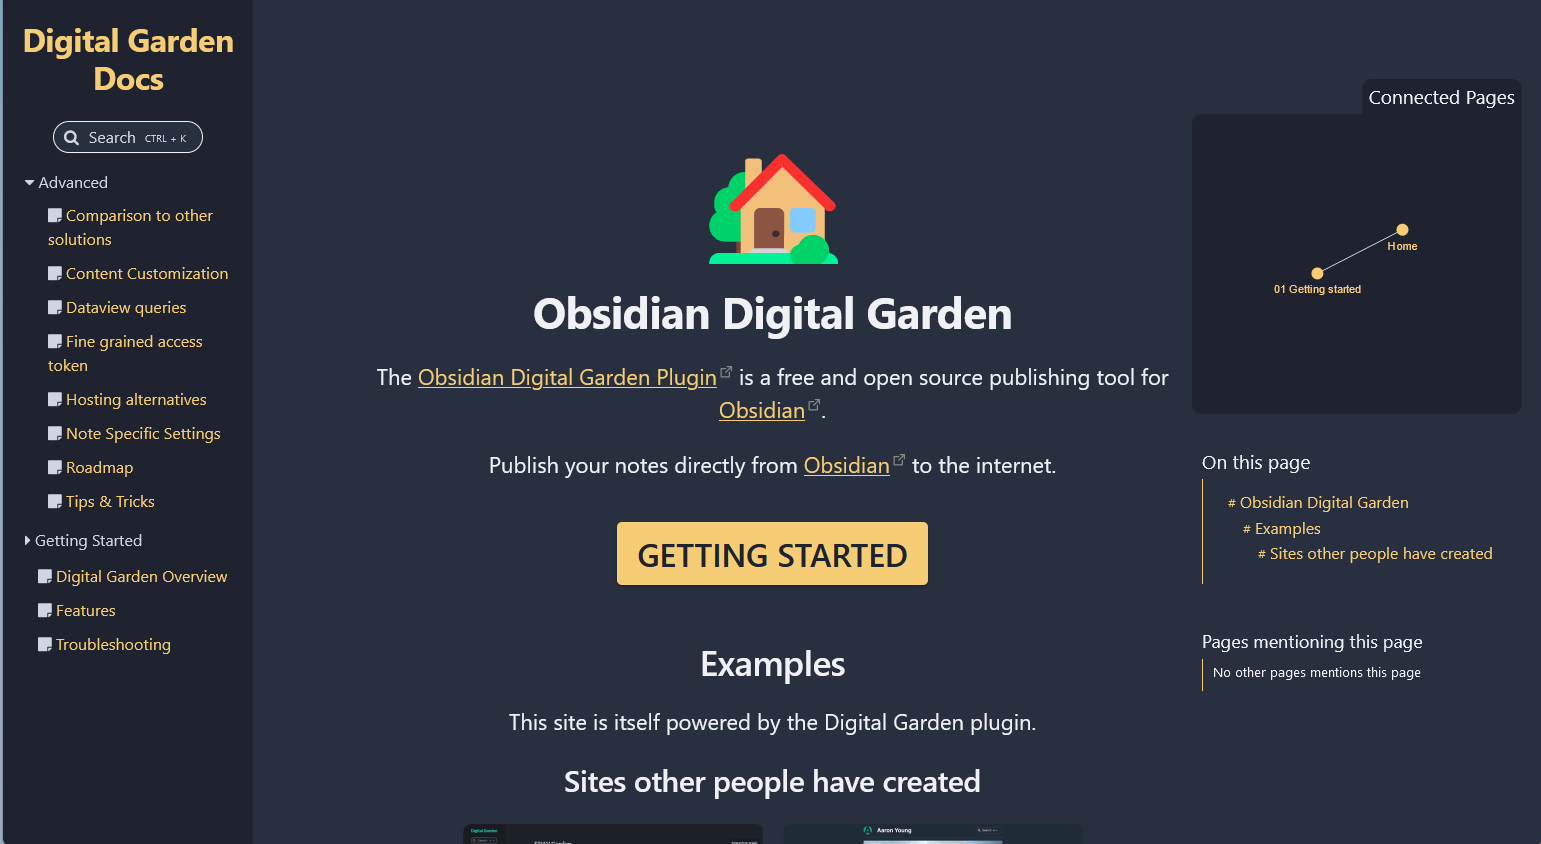 Digital Garden
Docs
Search CTRL + K
Advanced
Comparison to other
solutions
Content Customization
Dataview queries
Fine grained access
token
Hosting alternatives
Note Specific Settings
Roadmap
Tips & Tricks
Getting Started
Digital Garden Overview
Features
Troubleshooting
Obsidian Digital Garden
The Obsidian Digital Garden Plugin is a free and open source publishing tool for
Obsidian.
Publish your notes directly from Obsidian to the internet.
GETTING STARTED
Examples
This site is itself powered by the Digital Garden plugin.
Sites other people have created
Digital Garden
Aaron Young
Connected Pages
Home
01 Getting started
On this page
# Obsidian Digital Garden
# Examples
# Sites other people have created
Pages mentioning this page
No other pages mentions this page